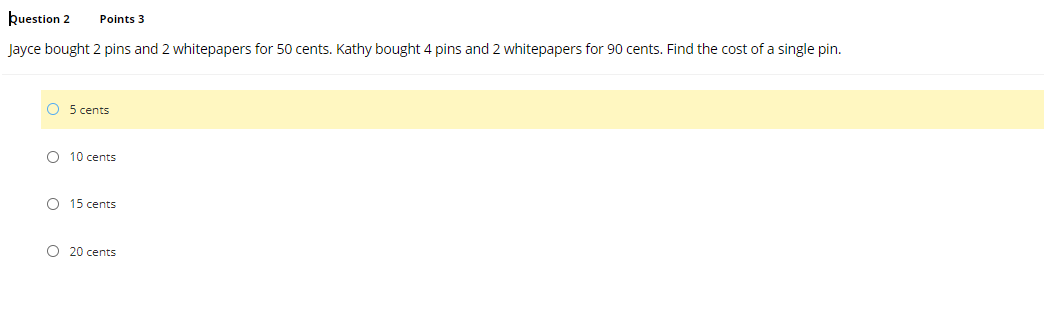 Question 2 Points 3
Jayce bought 2 pins and 2 whitepapers for 50 cents. Kathy bought 4 pins and 2 whitepapers for 90 cents. Find the cost of a single pin.
5 cents
10 cents
15 cents
20 cents